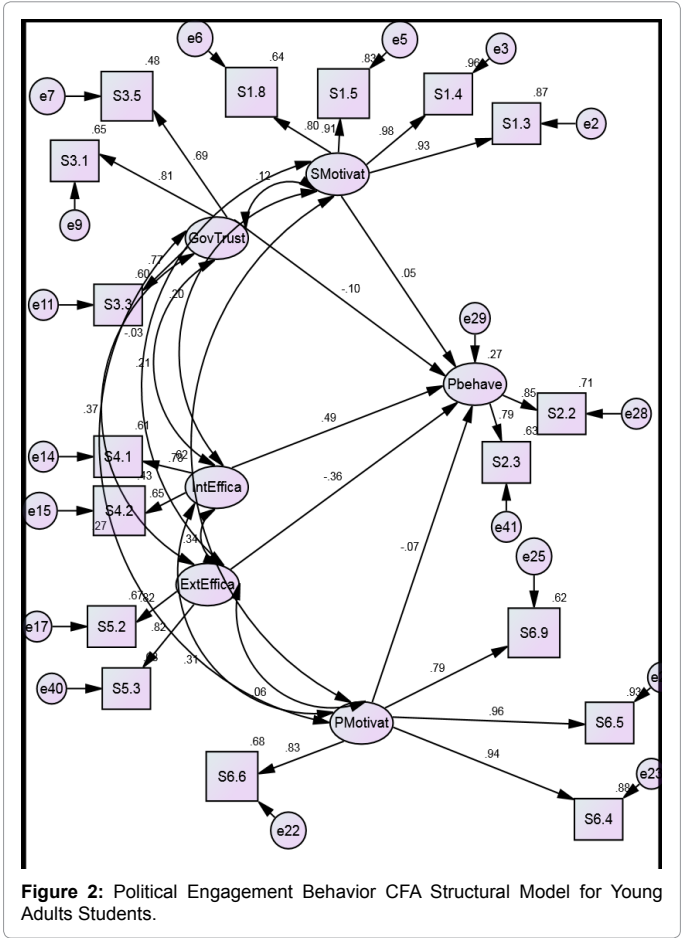 e6
.64
e5
.83
e3
.96
.48
S1.8
S1.5
S1.4
.87
e7
S3.5
S1.3
e2
.65
.80
.91
.98
.93
S3.1
.69
.81
.12
SMotivat
e9
GovTrust
.77
.60
.20
.05
-.10
e11
S3.3
e29
-.03
.27
.21
Pbehave
.71
.85
.37
.79
S2.2
e28
.49
.61
.63
e14
S4.1
.78
.62
S2.3
.43
IntEffica
-.36
e15
S4.2
.65
27
e41
.34
-.07
e25
ExtEffica
.67
.82
.62
e17
S5.2
.82
S6.9
.31
.79
e40
S5.3
.06
.93
PMotivat
.96
S6.5
.68
.83
.94
S6.6
.88
e23
S6.4
e22
Figure 2: Political Engagement Behavior CFA Structural Model for Young
Adults Students.